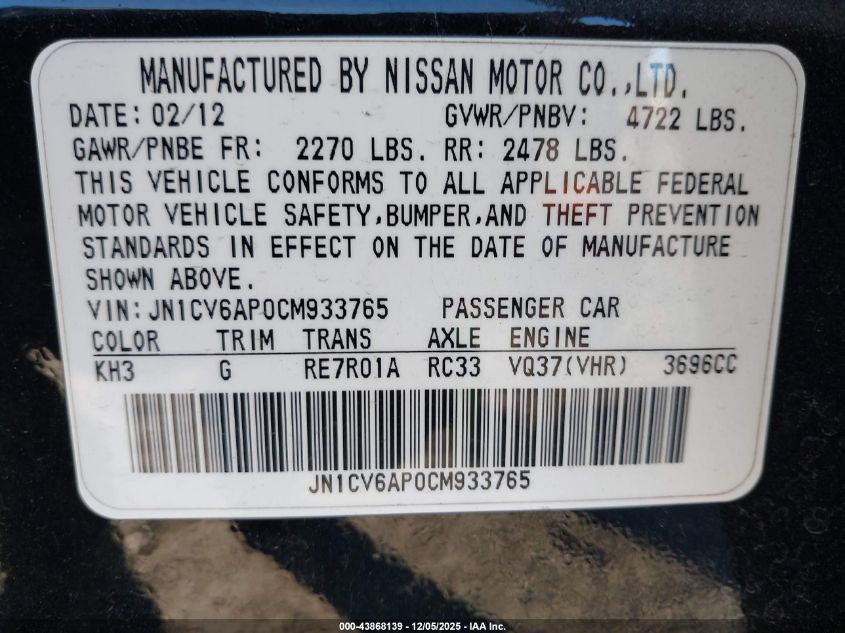 MANUFACTURED BY NISSAN MOTOR CO.,LTD.
DATE: 02/12 GVWR/PNBV: 4722 LBS.
GAWR/PNBE FR: 2270 LBS. RR: 2478 LBS.
THIS VEHICLE CONFORMS TO ALL APPLICABLE FEDERAL
MOTOR VEHICLE SAFETY,BUMPER,AND THEFT PREVENTION
STANDARDS IN EFFECT ON THE DATE OF MANUFACTURE
SHOWN ABOVE.
VIN: JN1CV6AP0CM933765 PASSENGER CAR
COLOR TRIM TRANS AXLE ENGINE
KH3 G RE7R01A RC33 VQ37(VHR) 3696CC
JN1CV6AP0CM933765
000-43868139 - 12/05/2025 - IAA Inc.